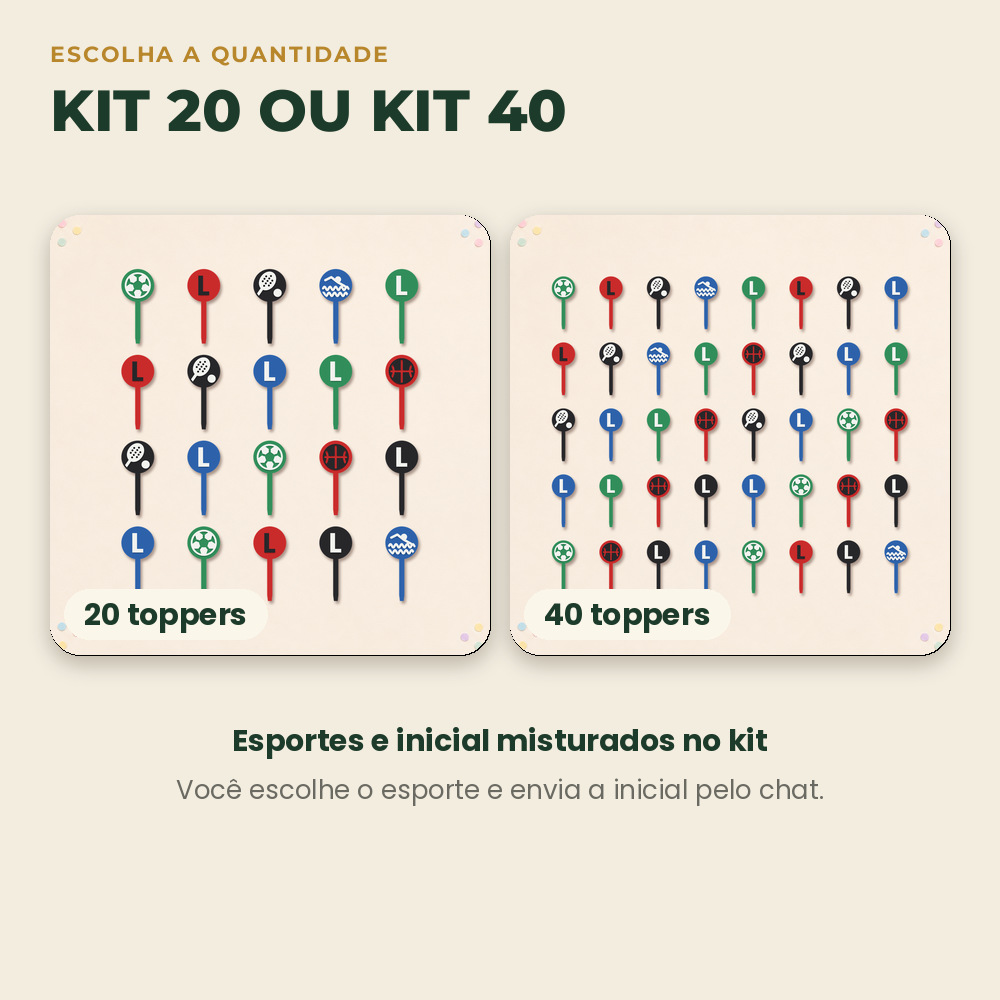 ESCOLHA A QUANTIDADE
KIT 20 OU KIT 40
L L
L L L
L L
L L L
L L L L
L L L L
L L L
L L L L
L L L L
20 toppers
40 toppers
Esportes e inicial misturados no kit
Você escolhe o esporte e envia a inicial pelo chat.